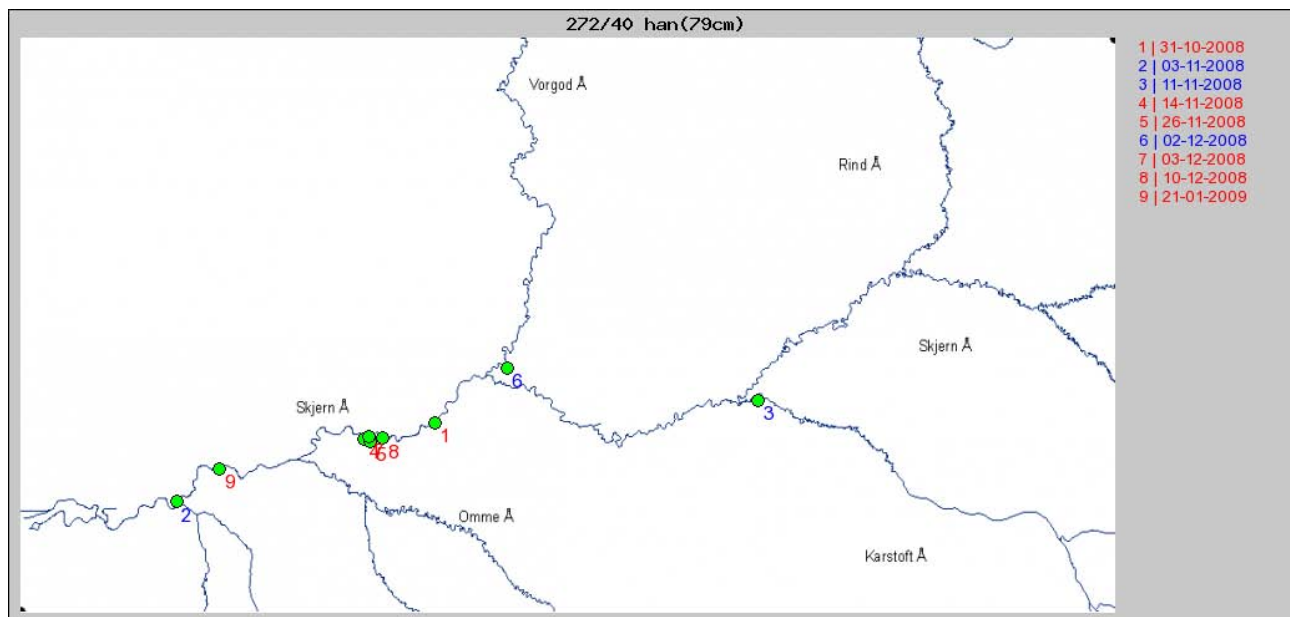 272/40 han(79cm)
1 | 31-10-2008
2 | 03-11-2008
3 | 11-11-2008
4 | 14-11-2008
5 | 26-11-2008
6 | 02-12-2008
7 | 03-12-2008
8 | 10-12-2008
9 | 21-01-2009
Vorgod Å
Rind Å
Skjern Å
6
Skjern Å
3
1
4
8
9
2
Omme Å
Karstoft Å